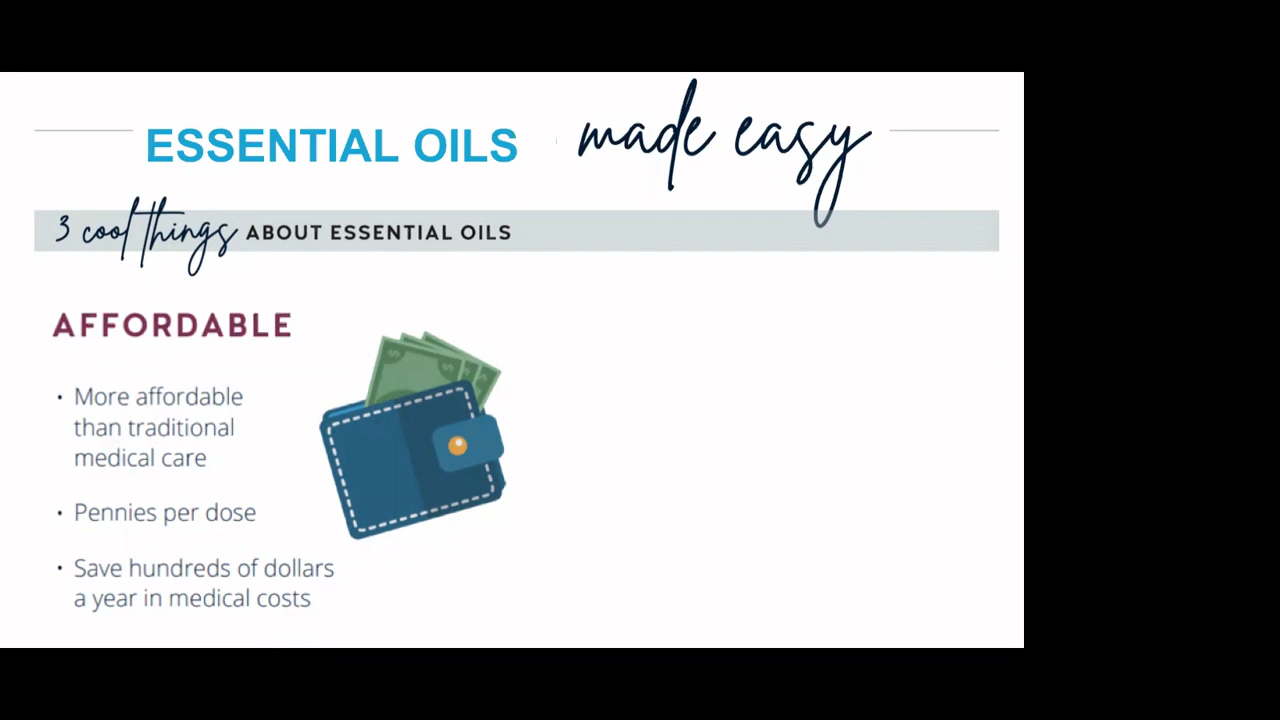 ESSENTIAL OILS made easy
3 cool things ABOUT ESSENTIAL OILS
AFFORDABLE
• More affordable
than traditional
medical care
• Pennies per dose
• Save hundreds of dollars
a year in medical costs